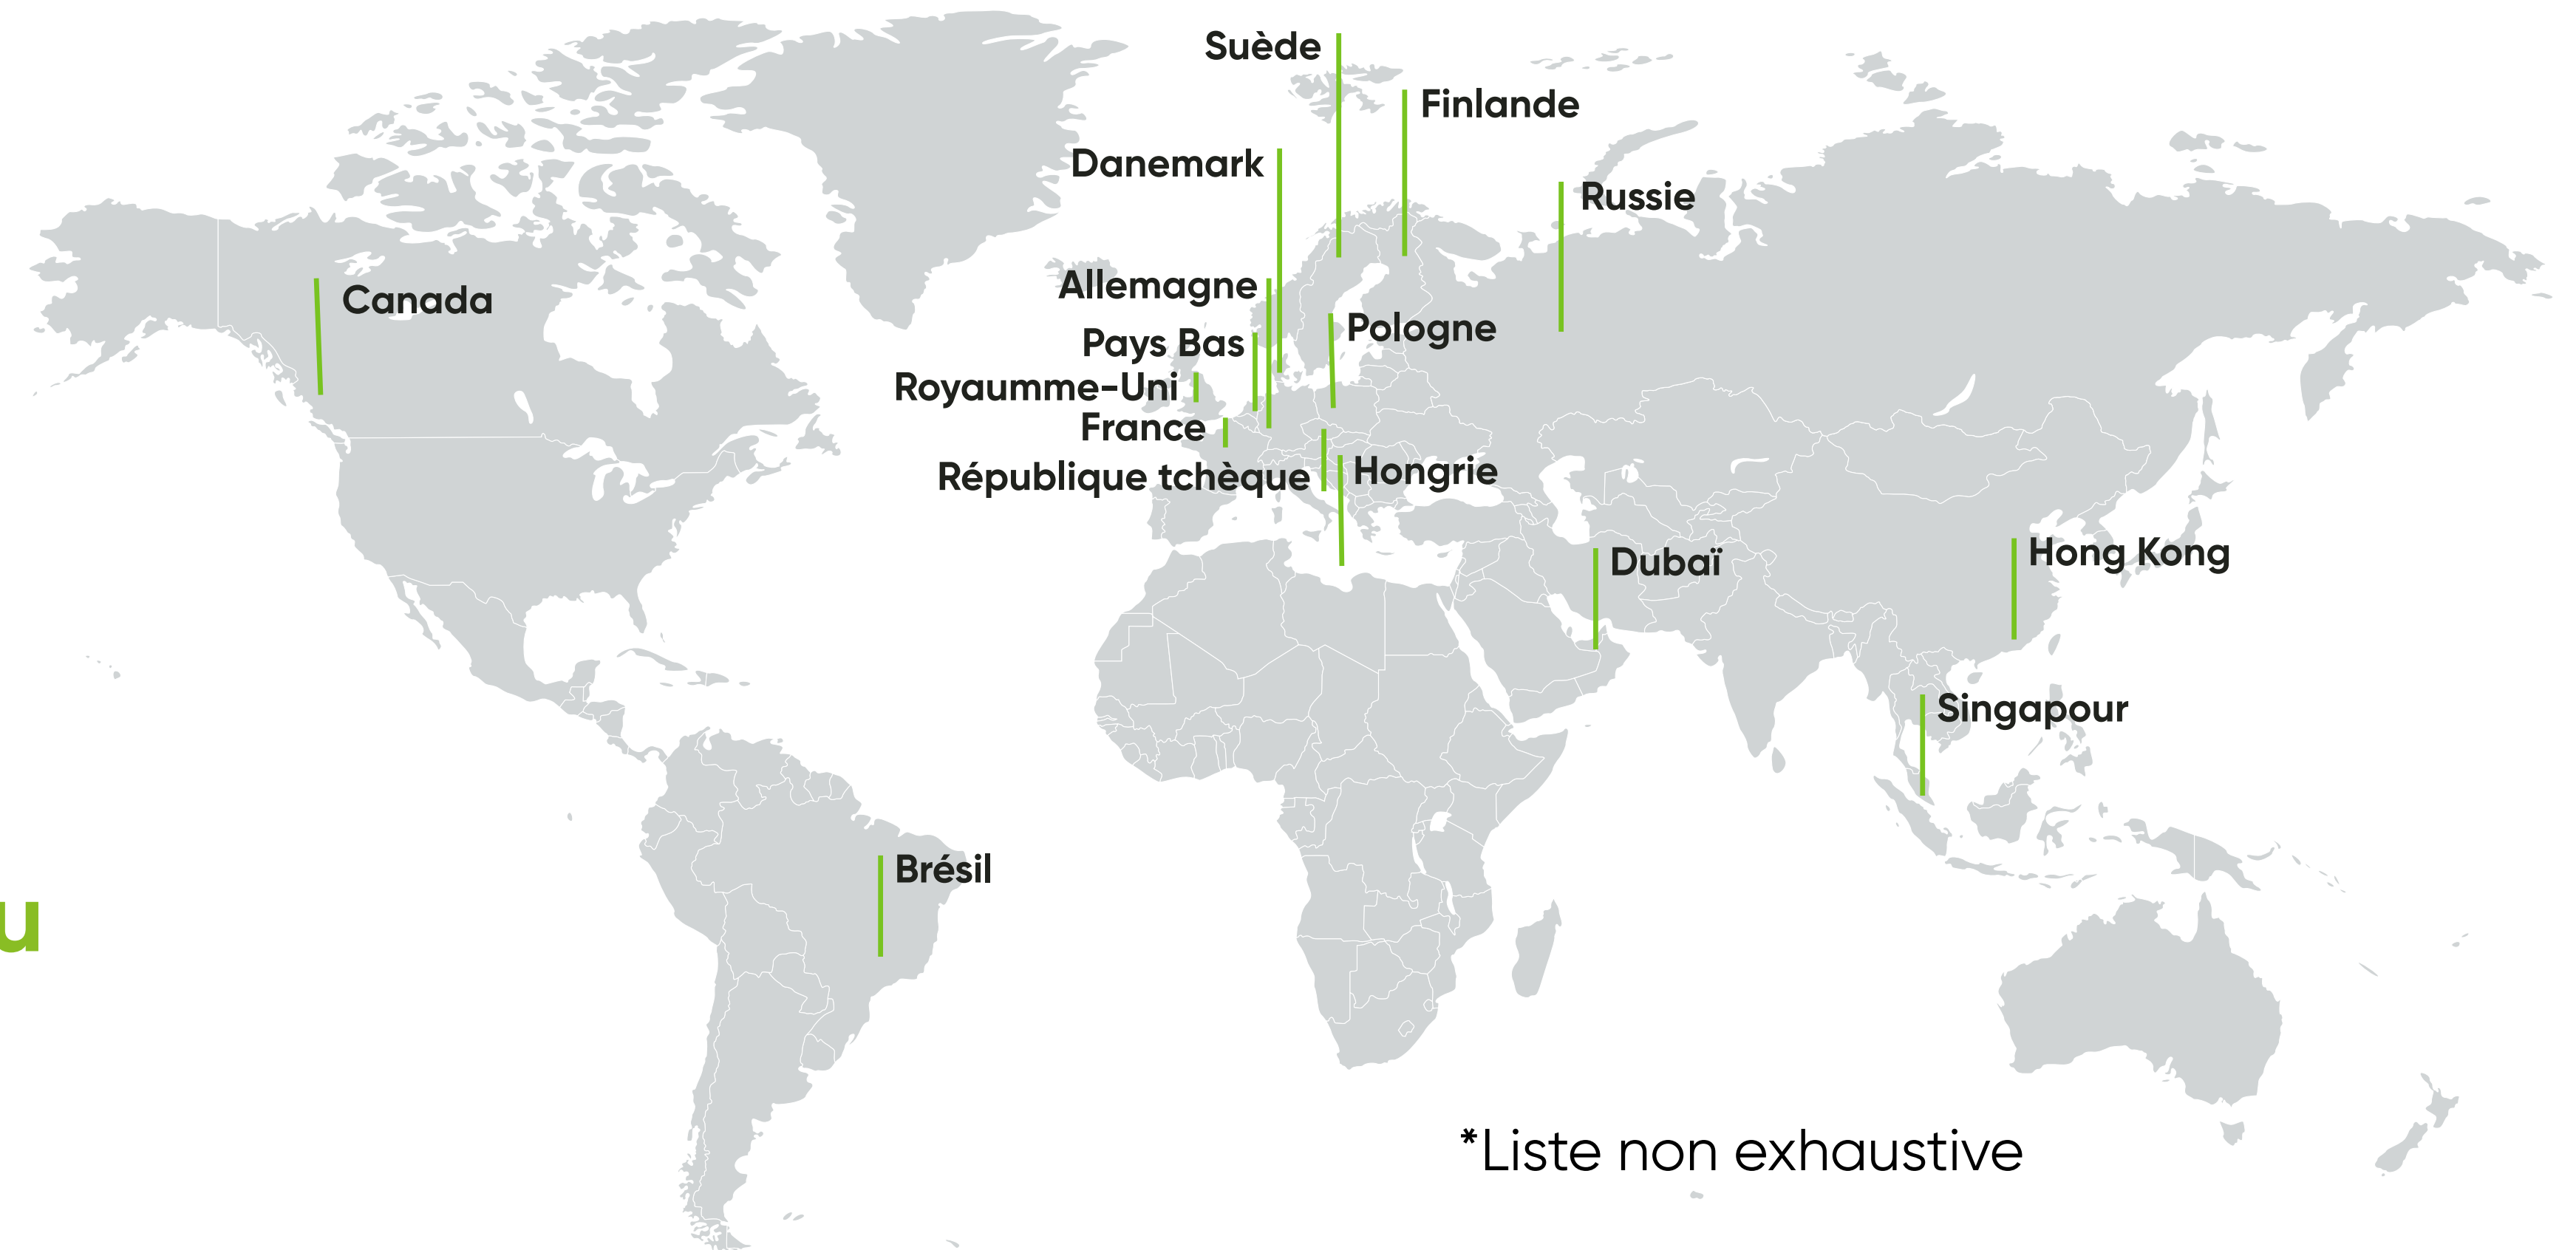 Suède
Finlande
Danemark
Russie
Allemagne
Canada
Pologne
Pays Bas
Royaumme-Uni
France
République tchèque
Hongrie
Dubaï
Hong Kong
Singapour
Brésil
u
*Liste non exhaustive